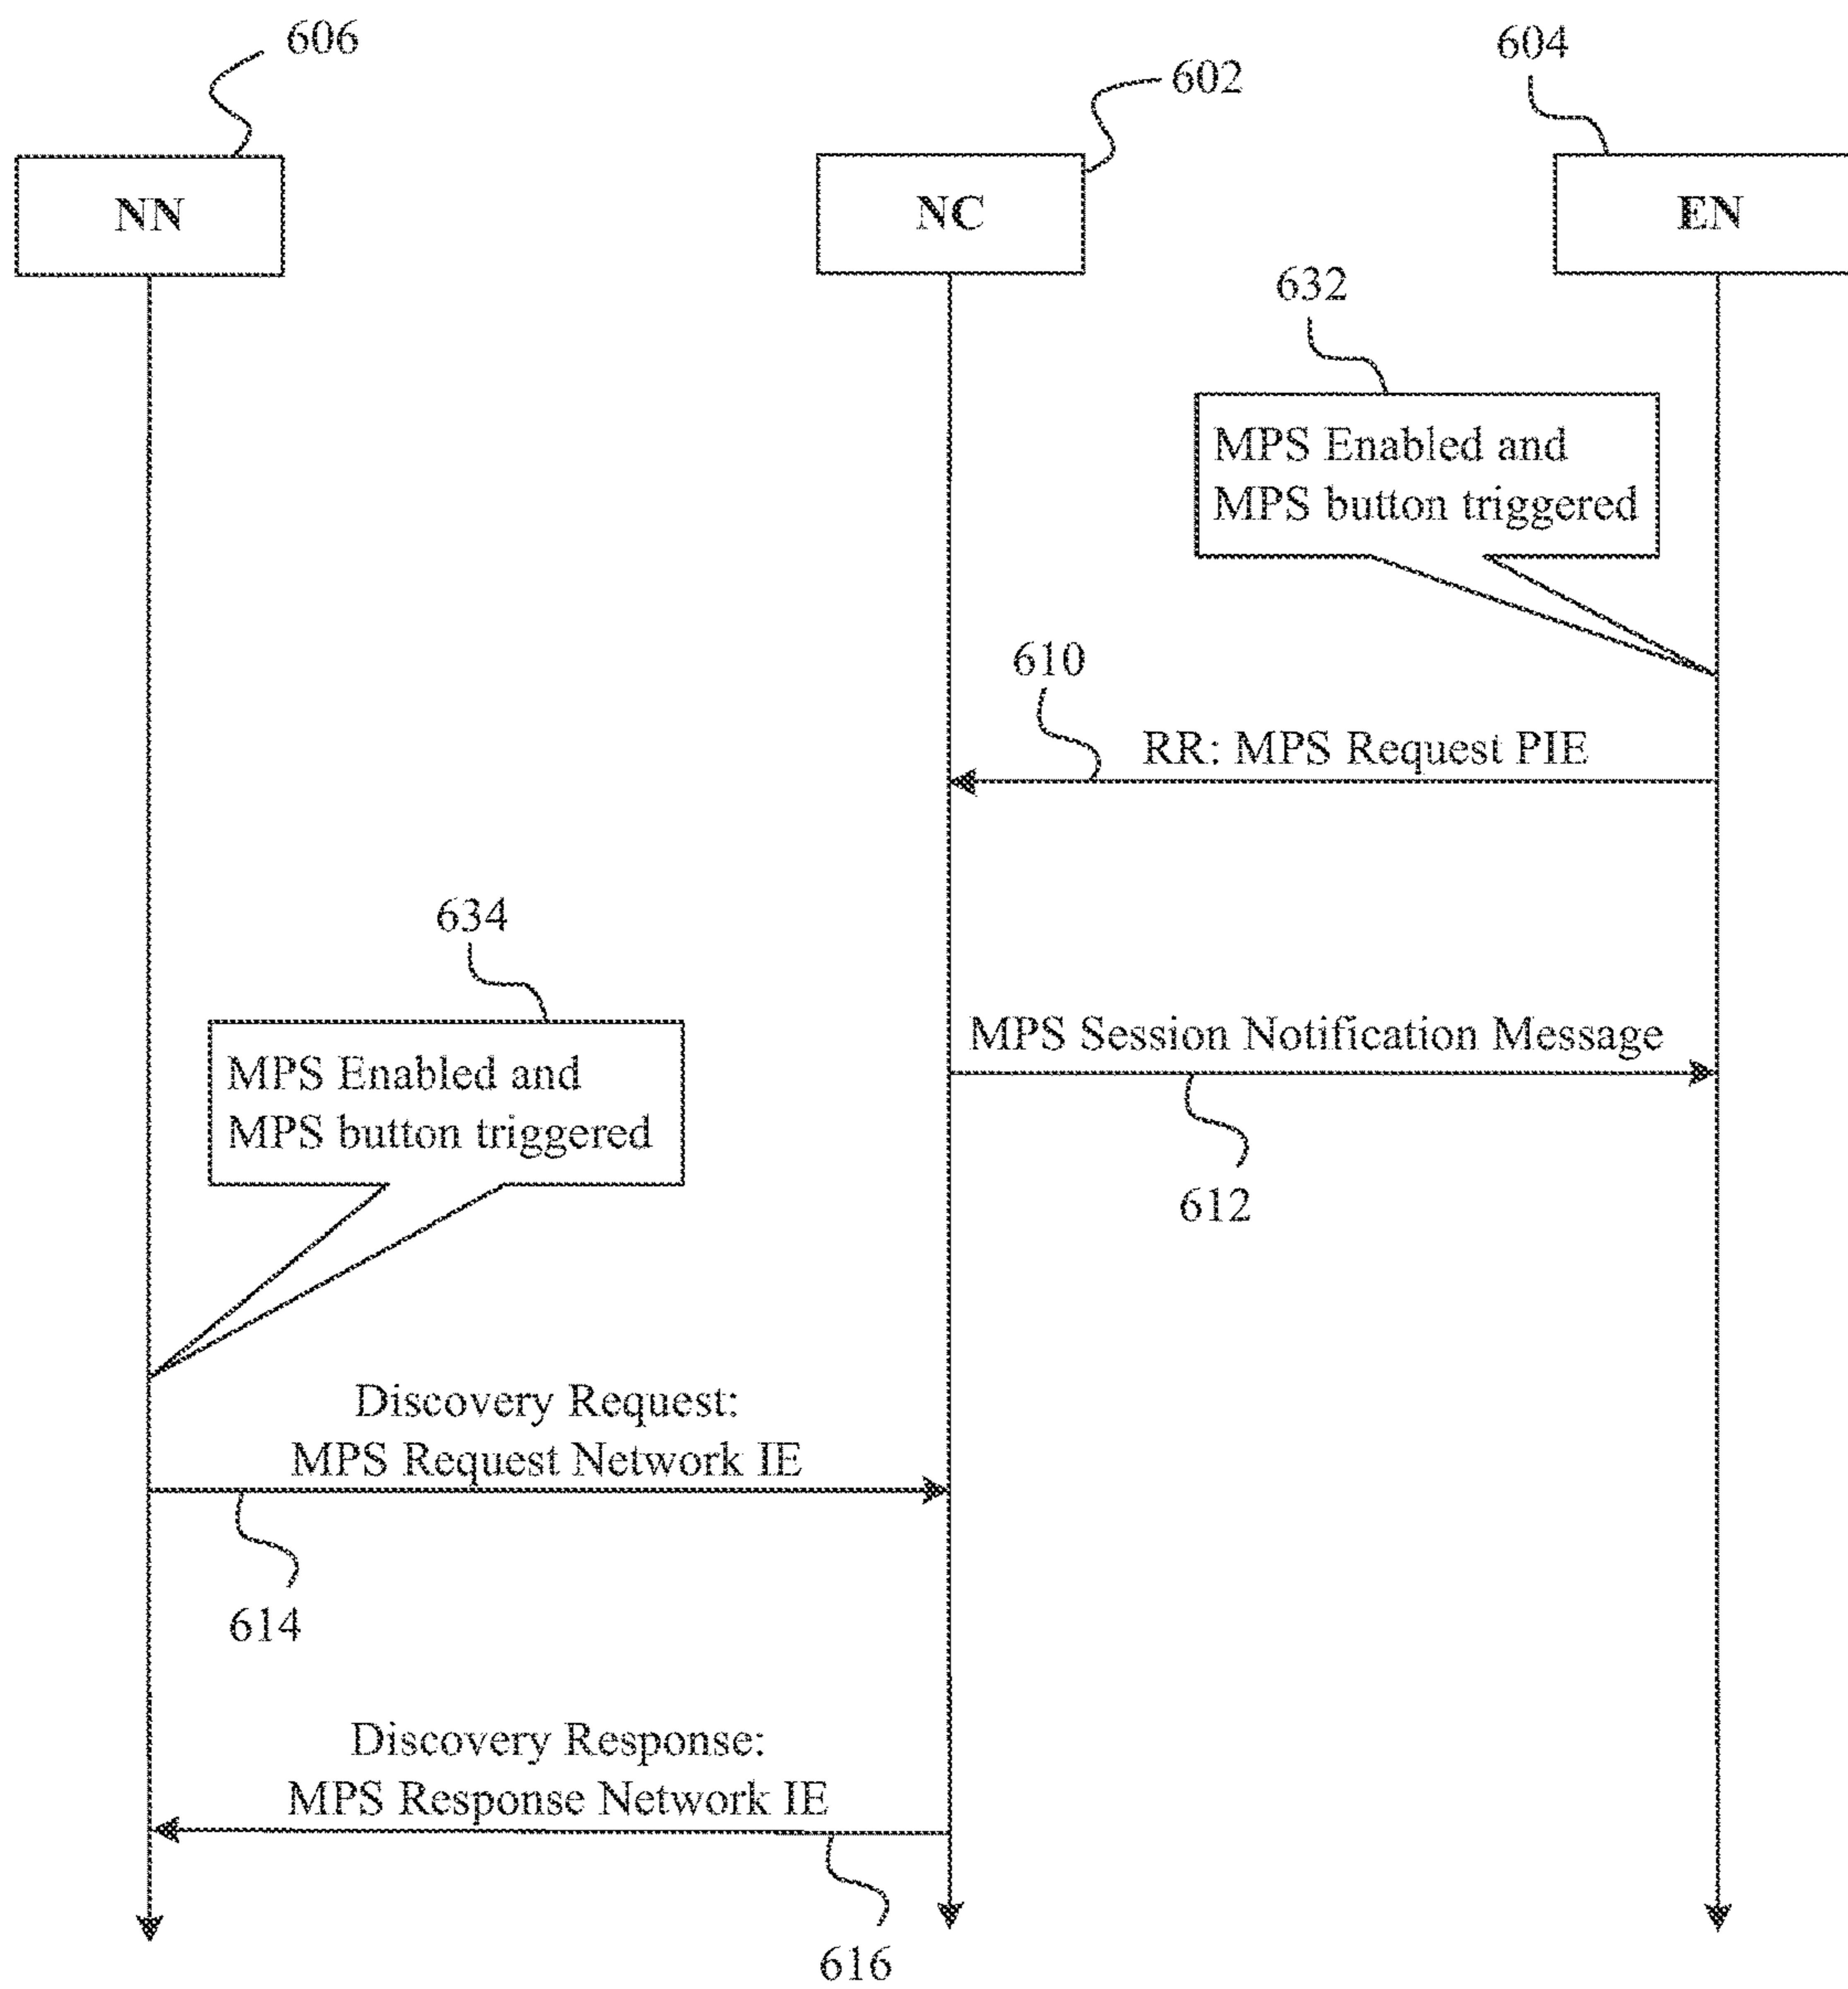 606
602
604
NN
NC
EN
632
MPS Enabled and
MPS button triggered
610
RR: MPS Request PIE
634
MPS Enabled and
MPS button triggered
MPS Session Notification Message
612
Discovery Request:
MPS Request Network IE
614
Discovery Response:
MPS Response Network IE
616